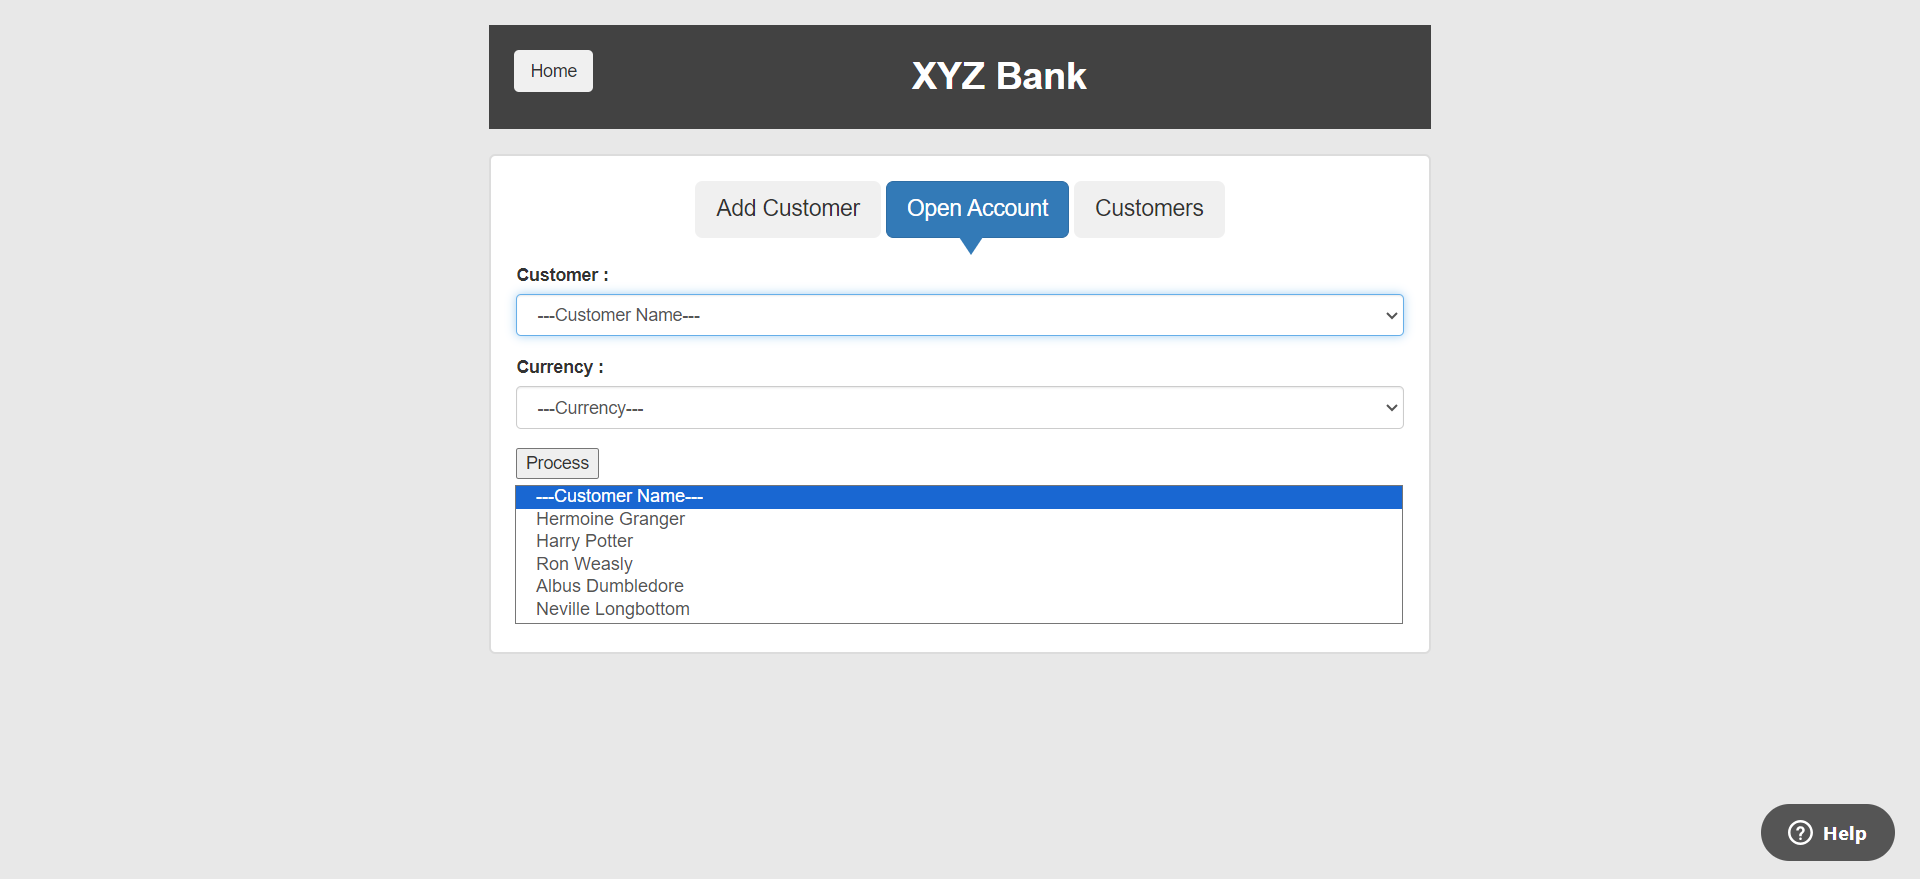 Home
XYZ Bank
Add Customer
Open Account
Customers
Customer :
---Customer Name---
Currency :
---Currency---
Process
---Customer Name---
Hermoine Granger
Harry Potter
Ron Weasly
Albus Dumbledore
Neville Longbottom
Help